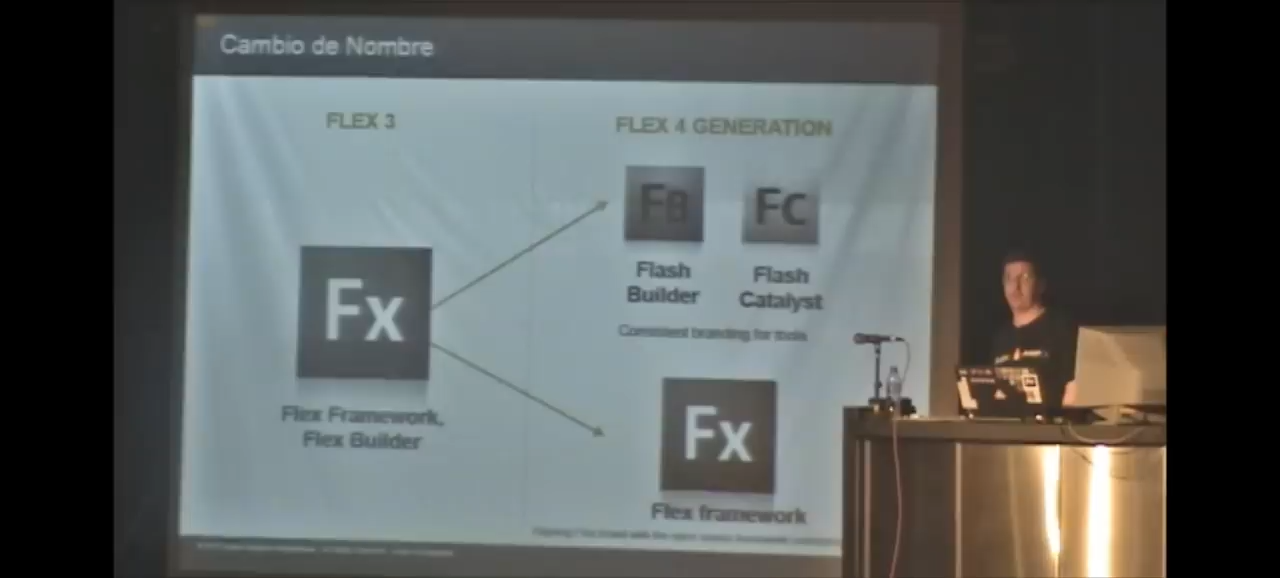 Cambio de Nombre
FLEX 3
FLEX 4 GENERATION
FB
FC
Flash
Builder
Flash
Catalyst
Consistent branding for tools
Fx
Flex Framework,
Flex Builder
Fx
Flex framework